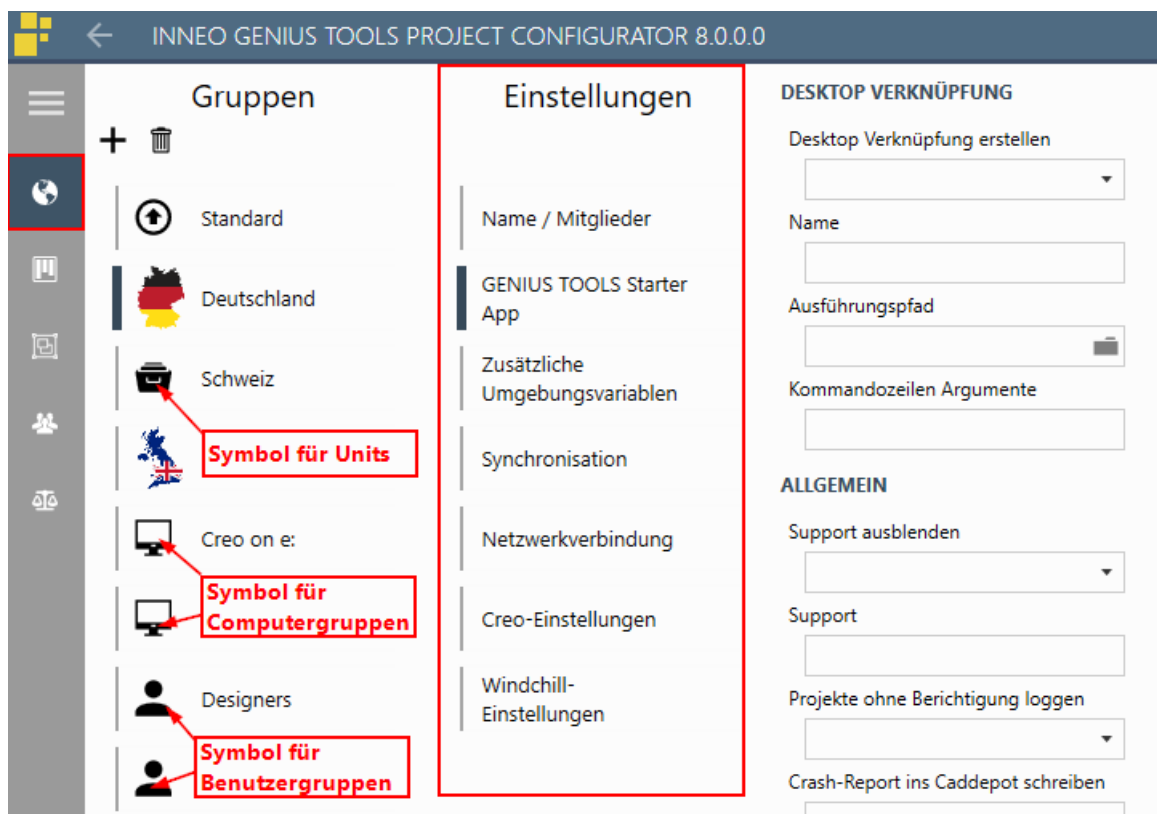 INNEO GENIUS TOOLS PROJECT CONFIGURATOR 8.0.0.0
Gruppen
Standard
Deutschland
Schweiz
Symbol für Units
Creo on e:
Symbol für
Computergruppen
Designers
Symbol für
Benutzergruppen
Einstellungen
Name / Mitglieder
GENIUS TOOLS Starter
App
Zusätzliche
Umgebungsvariablen
Synchronisation
Netzwerkverbindung
Creo-Einstellungen
Windchill-
Einstellungen
DESKTOP VERKNÜPFUNG
Desktop Verknüpfung erstellen
Name
Ausführungspfad
Kommandozeilen Argumente
ALLGEMEIN
Support ausblenden
Support
Projekte ohne Berichtigung loggen
Crash-Report ins Caddepot schreiben